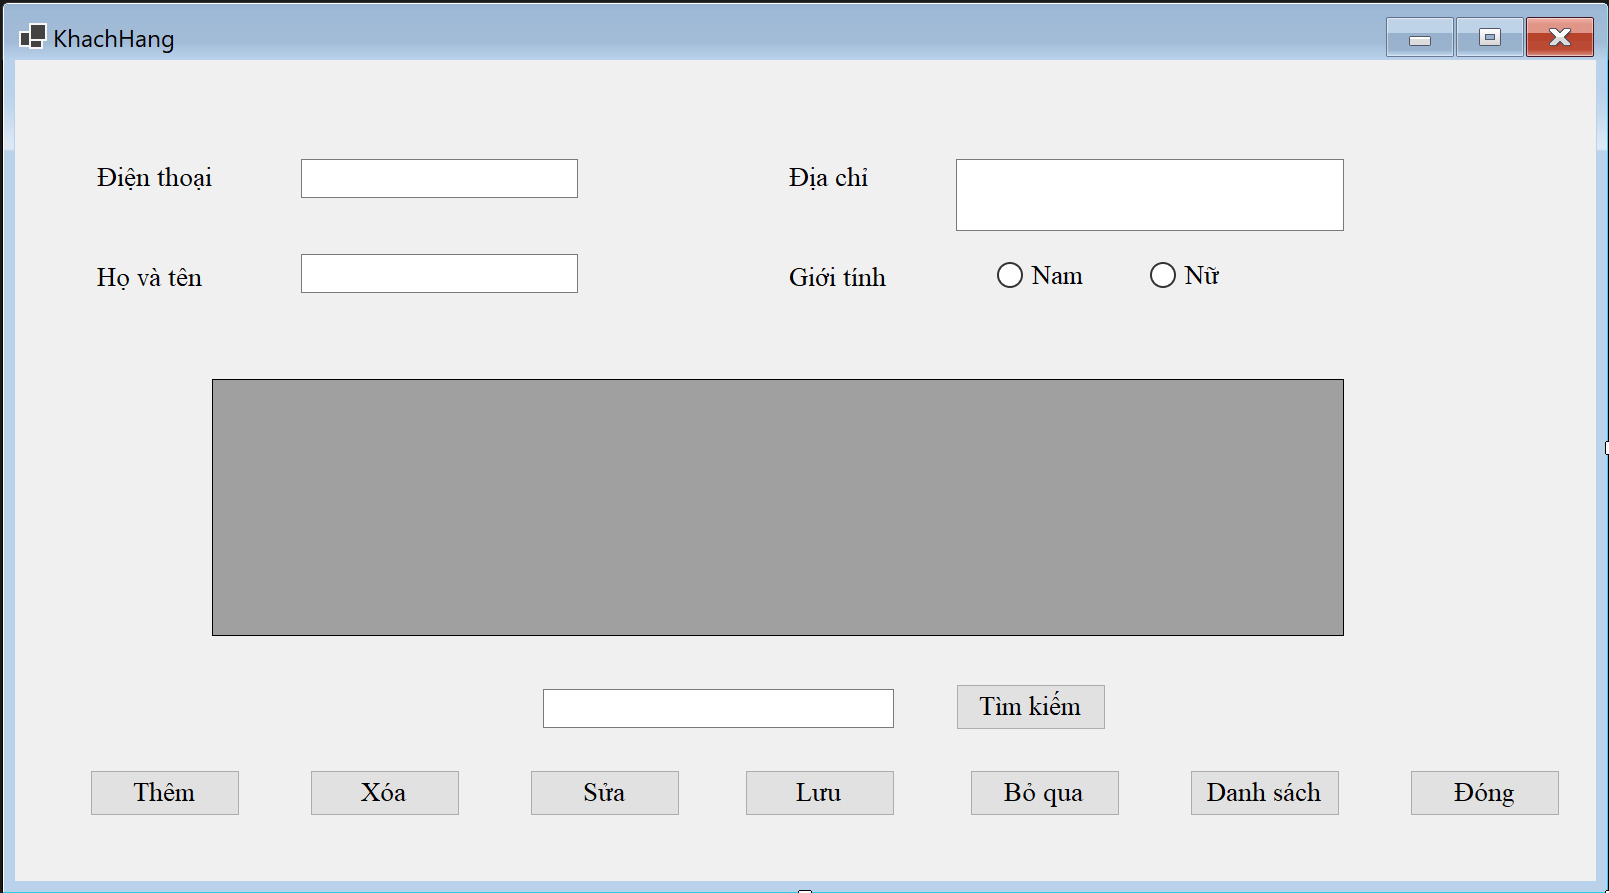 KhachHang
Điện thoại
Địa chỉ
Họ và tên
Giới tính
Nam
Nữ
Tìm kiếm
Thêm
Xóa
Sửa
Lưu
Bỏ qua
Danh sách
Đóng